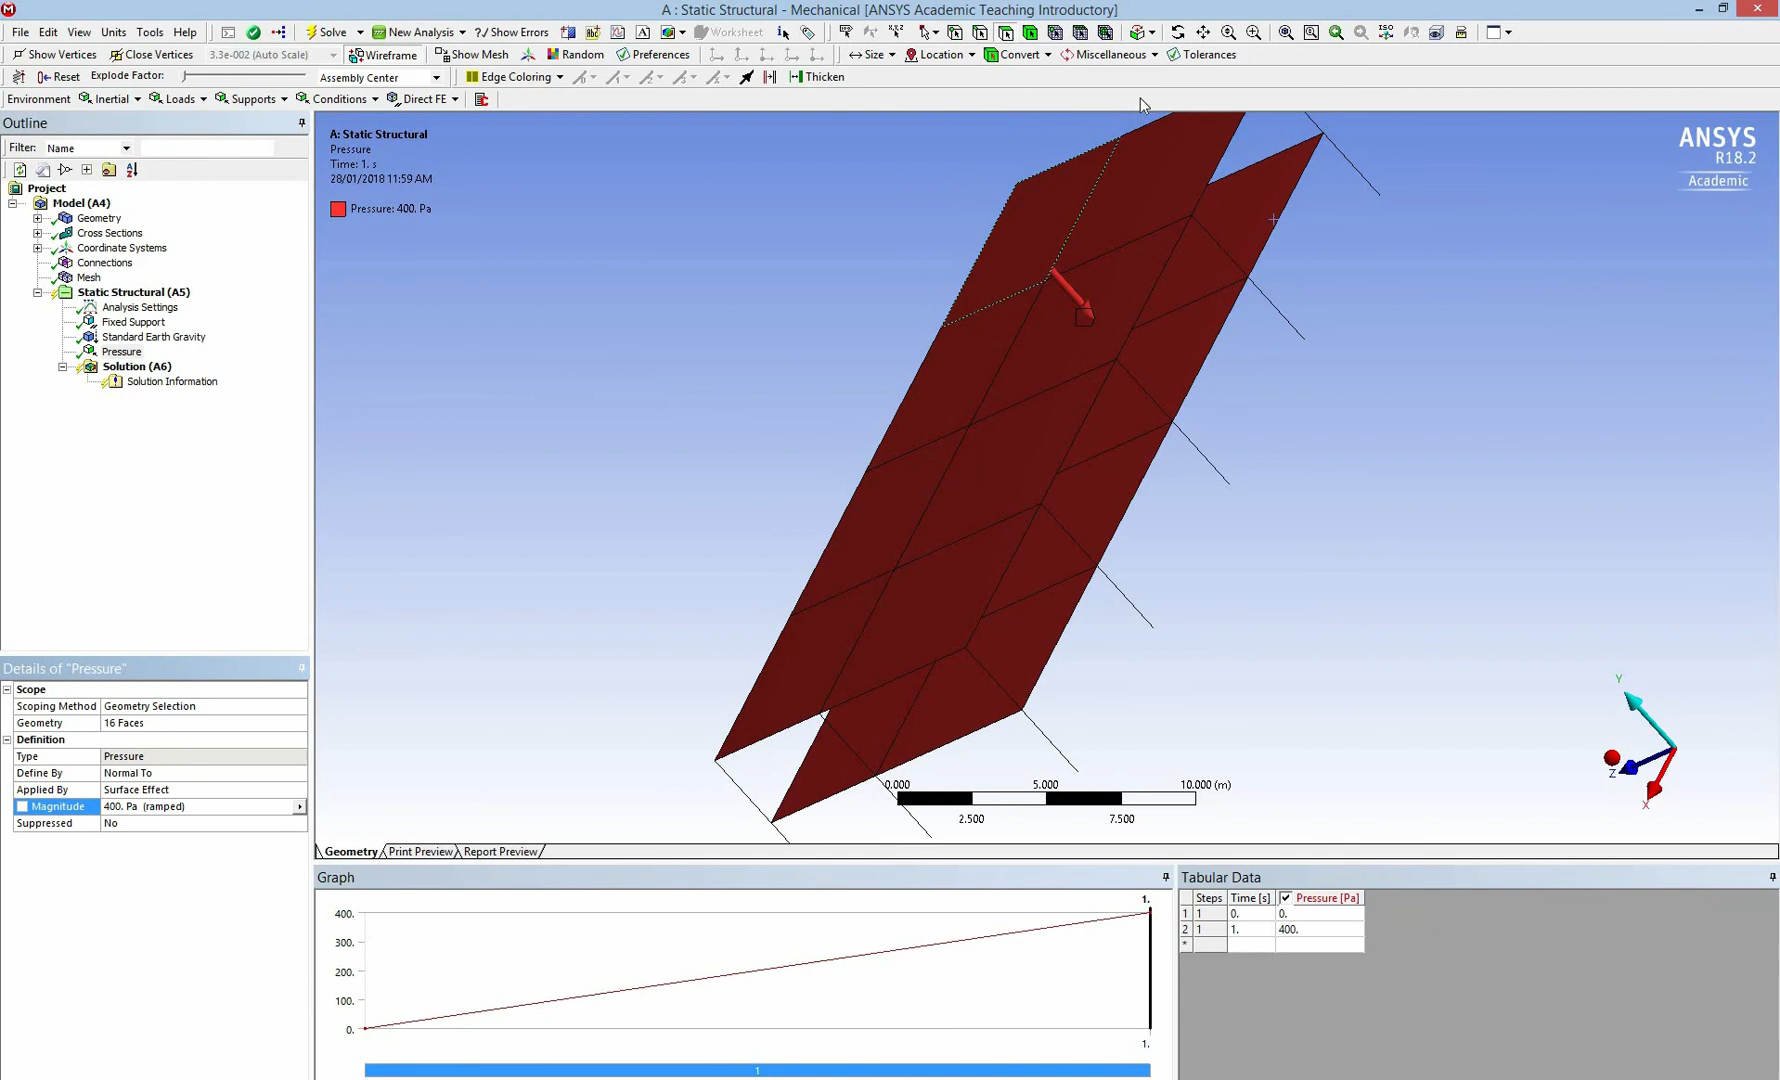 A : Static Structural - Mechanical [ANSYS Academic Teaching Introductory]
File Edit View Units Tools Help Solve New Analysis ?/ Show Errors Worksheet
Show Vertices Close Vertices 3.3e-002 (Auto Scale) Wireframe Show Mesh Random Preferences Size Location Convert Miscellaneous Tolerances
Reset Explode Factor: Assembly Center Edge Coloring Thicken
Environment Inertial Loads Supports Conditions Direct FE
Outline
Filter: Name
Project
Model (A4)
Geometry
Cross Sections
Coordinate Systems
Connections
Mesh
Static Structural (A5)
Analysis Settings
Fixed Support
Standard Earth Gravity
Pressure
Solution (A6)
Solution Information
Details of "Pressure"
Scope
Scoping Method Geometry Selection
Geometry 16 Faces
Definition
Type Pressure
Define By Normal To
Applied By Surface Effect
Magnitude 400. Pa (ramped)
Suppressed No
A: Static Structural
Pressure
Time: 1. s
28/01/2018 11:59 AM
Pressure: 400. Pa
ANSYS
R18.2
Academic
Y
Z
X
0.000 5.000 10.000 (m)
2.500 7.500
Geometry Print Preview Report Preview
Graph
1.
400.
300.
200.
100.
0.
1.
1
Tabular Data
Steps Time [s] Pressure [Pa]
1 1 0. 0.
2 1 1. 400.
*